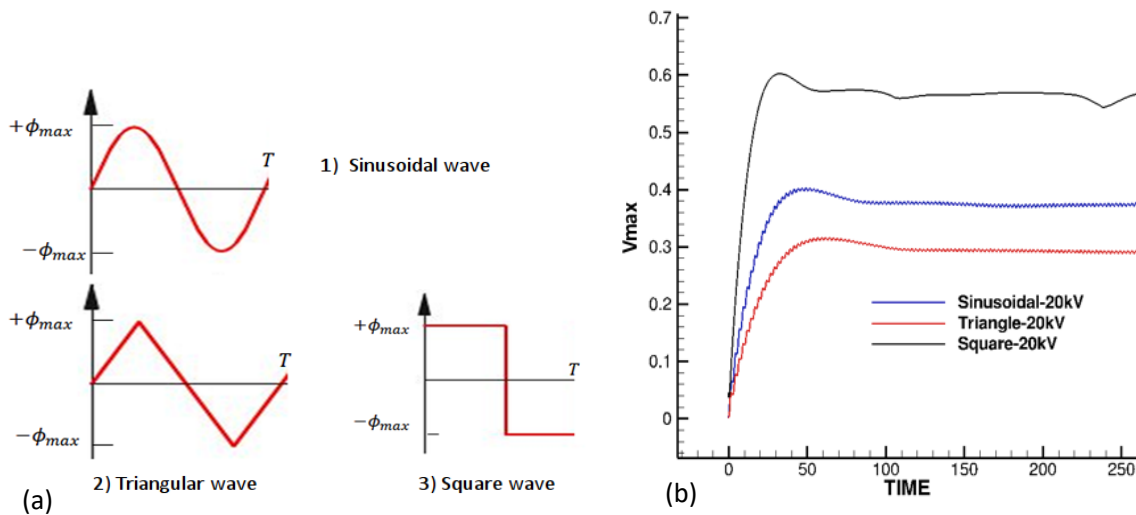 +ϕmax
−ϕmax
T
1) Sinusoidal wave
+ϕmax
−ϕmax
T
2) Triangular wave
+ϕmax
−ϕmax
T
3) Square wave
(a)
0.7
0.6
0.5
0.4
0.3
0.2
0.1
0
Vmax
Sinusoidal-20kV
Triangle-20kV
Square-20kV
0 50 100 150 200 250
TIME
(b)